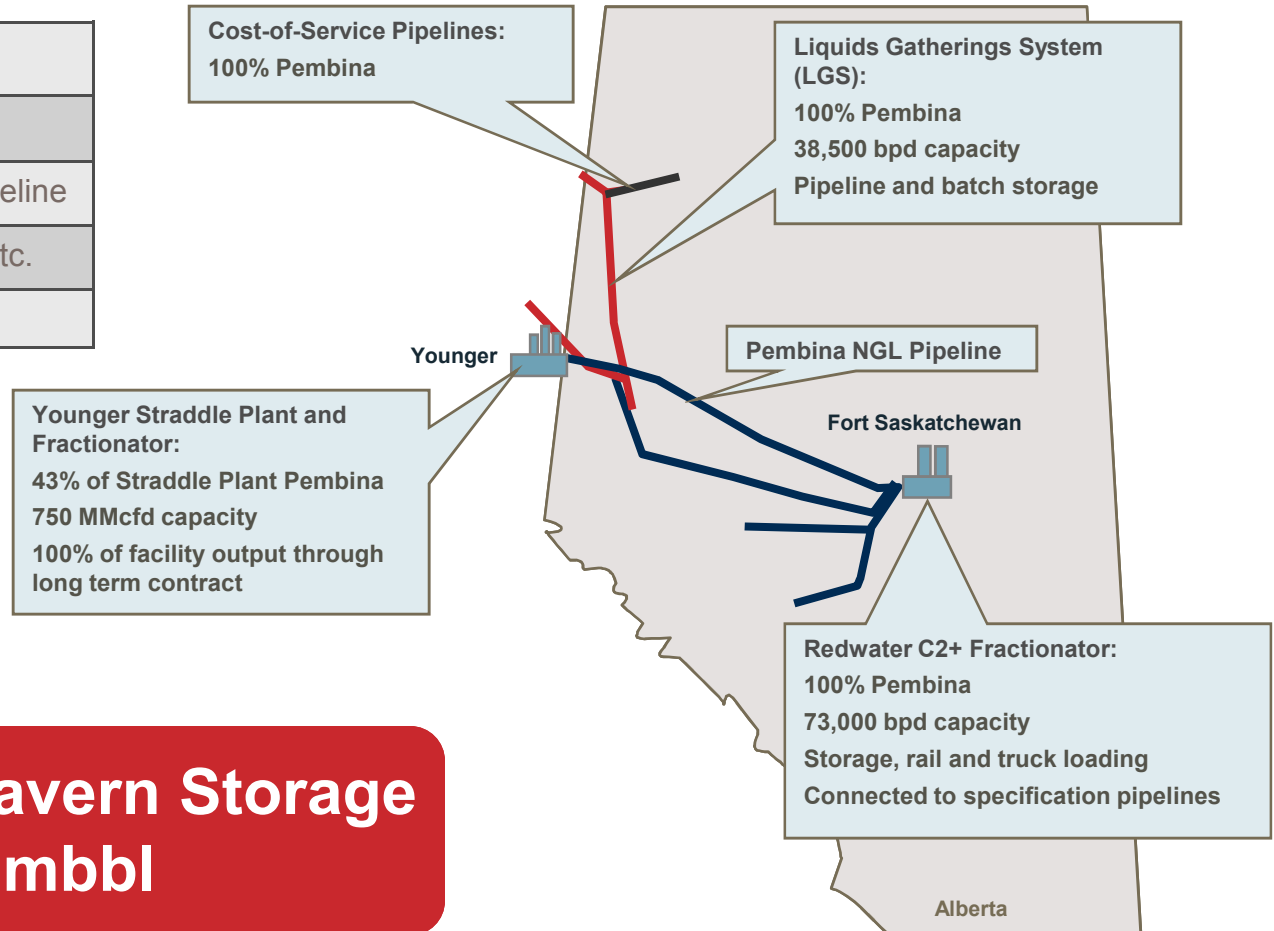 Cost-of-Service Pipelines:
100% Pembina
Liquids Gatherings System
(LGS):
100% Pembina
38,500 bpd capacity
Pipeline and batch storage
eline
tc.
Pembina NGL Pipeline
Younger
Fort Saskatchewan
Younger Straddle Plant and
Fractionator:
43% of Straddle Plant Pembina
750 MMcfd capacity
100% of facility output through
long term contract
Redwater C2+ Fractionator:
100% Pembina
73,000 bpd capacity
Storage, rail and truck loading
Connected to specification pipelines
avern Storage
mbbl
Alberta